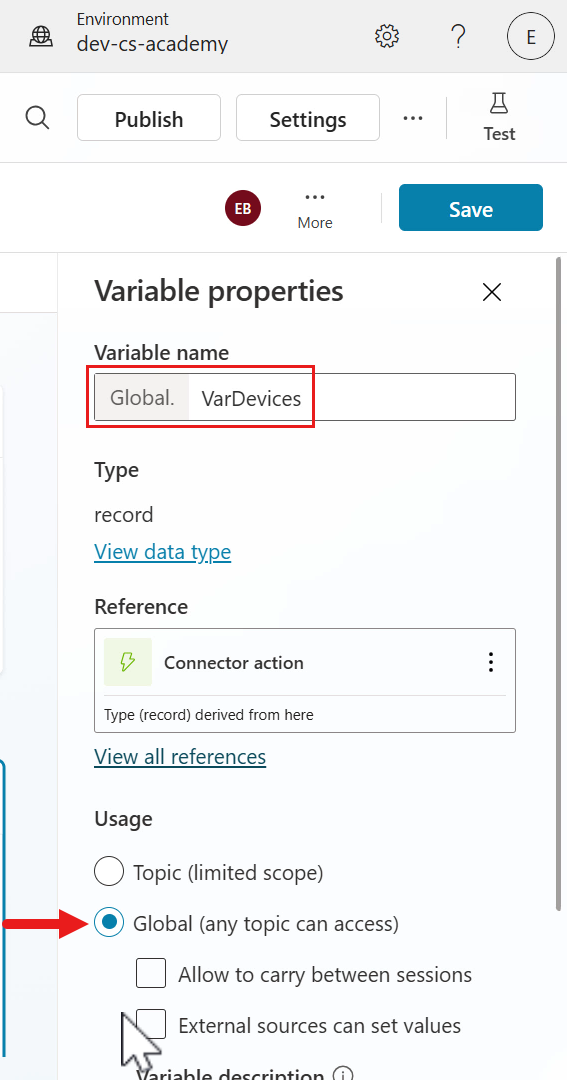 Environment
dev-cs-academy
?
E
Publish
Settings
...
Test
EB
...
More
Save
Variable properties
Variable name
Global. VarDevices
Type
record
View data type
Reference
Connector action
Type (record) derived from here
View all references
Usage
Topic (limited scope)
Global (any topic can access)
Allow to carry between sessions
External sources can set values
Variable description